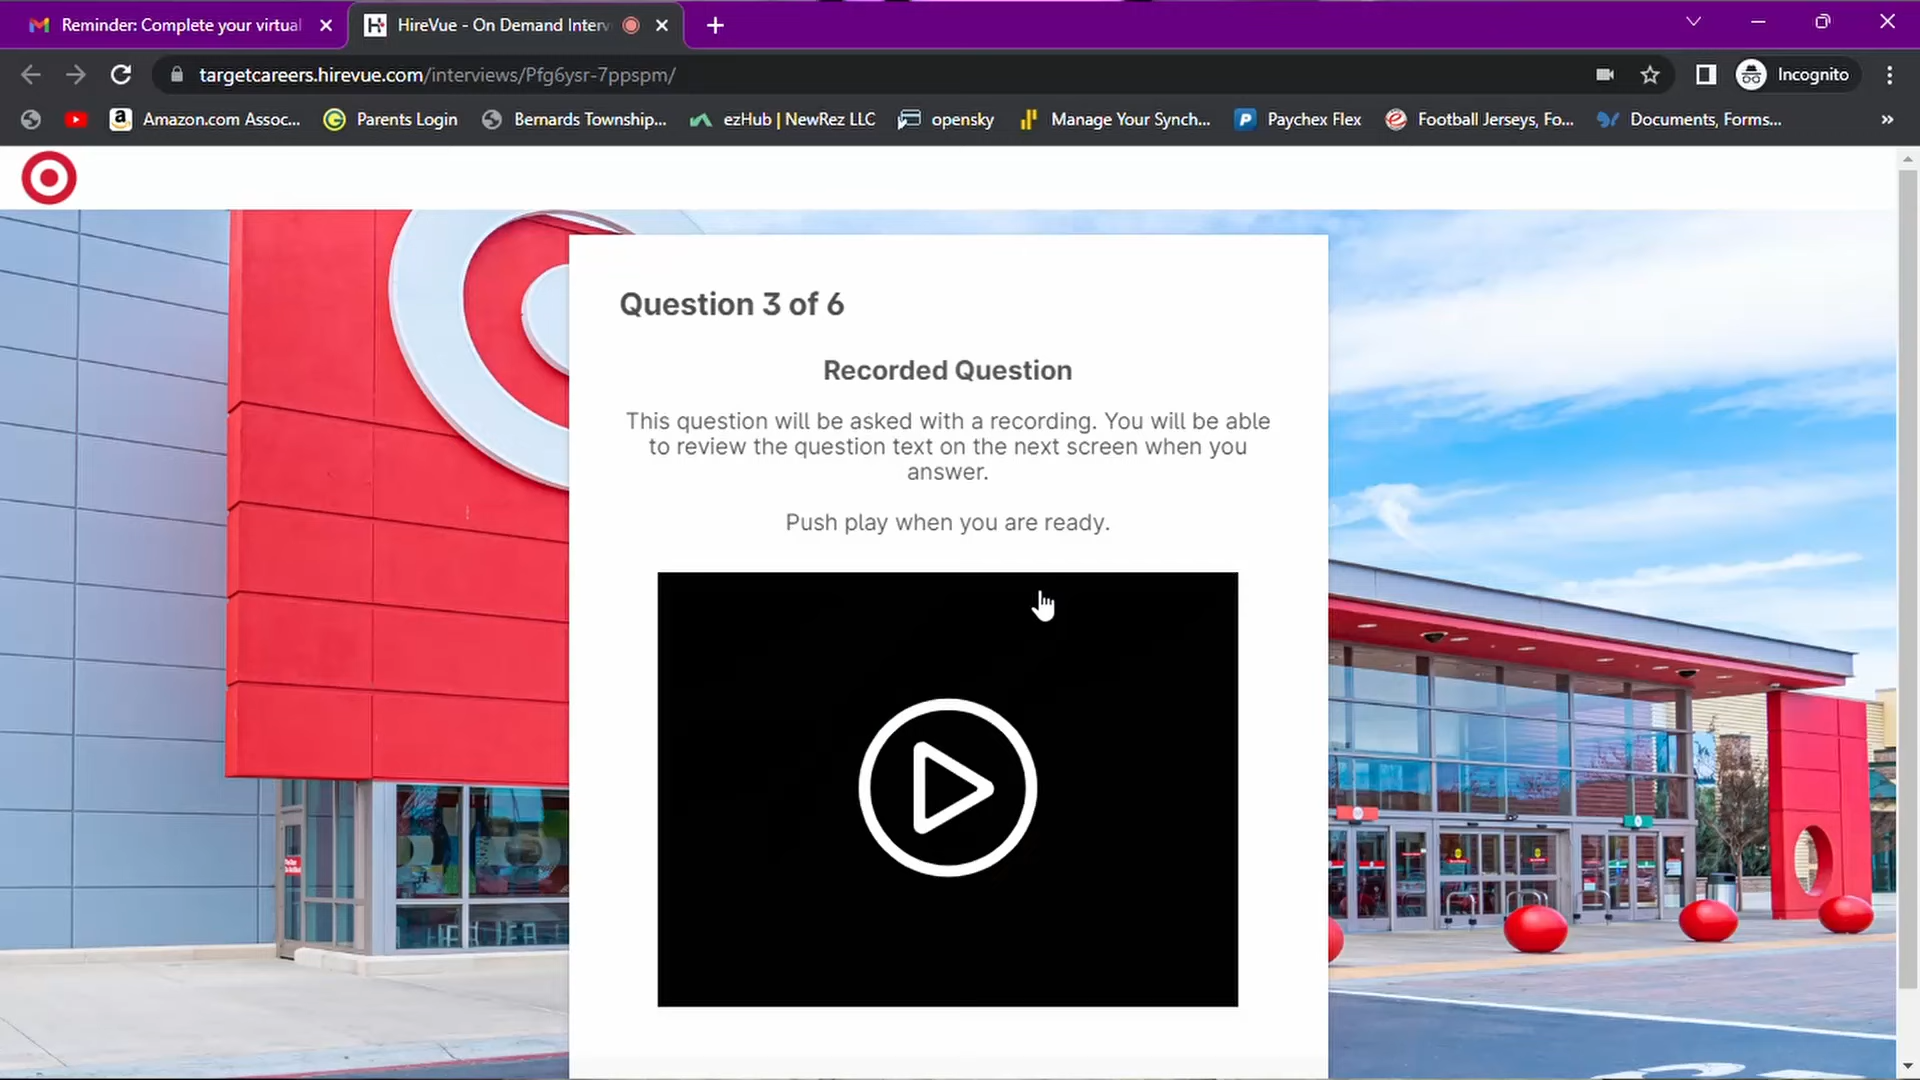 Reminder: Complete your virtual
HireVue - On Demand Interv
targetcareers.hirevue.com/interviews/Pfg6ysr-7ppspm/
Incognito
Amazon.com Assoc...
Parents Login
Bernards Township...
ezHub | NewRez LLC
opensky
Manage Your Synch...
Paychex Flex
Football Jerseys, Fo...
Documents, Forms...
»
Question 3 of 6
Recorded Question
This question will be asked with a recording. You will be able
to review the question text on the next screen when you
answer.
Push play when you are ready.